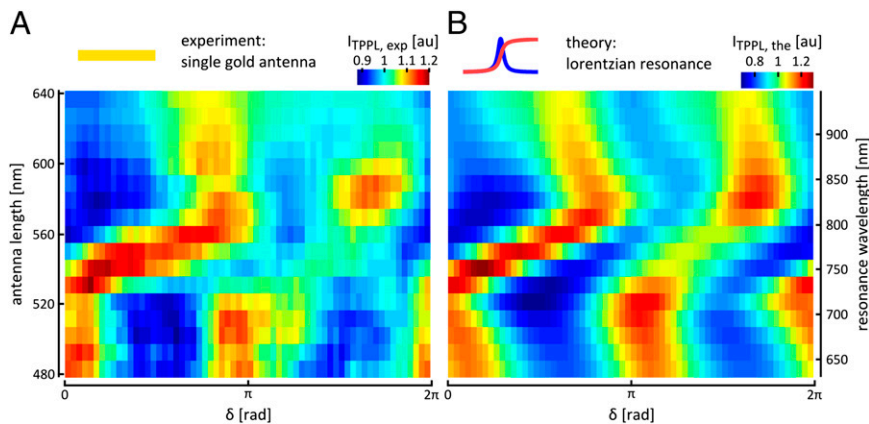 A
experiment:
single gold antenna
I_TPPL, exp [au]
0.9 1 1.1 1.2
B
theory:
lorentzian resonance
I_TPPL, the [au]
0.8 1 1.2
antenna length [nm]
640
600
560
520
480
0 π 2π
δ [rad]
0 π 2π
δ [rad]
900
850
800
750
700
650
resonance wavelength [nm]